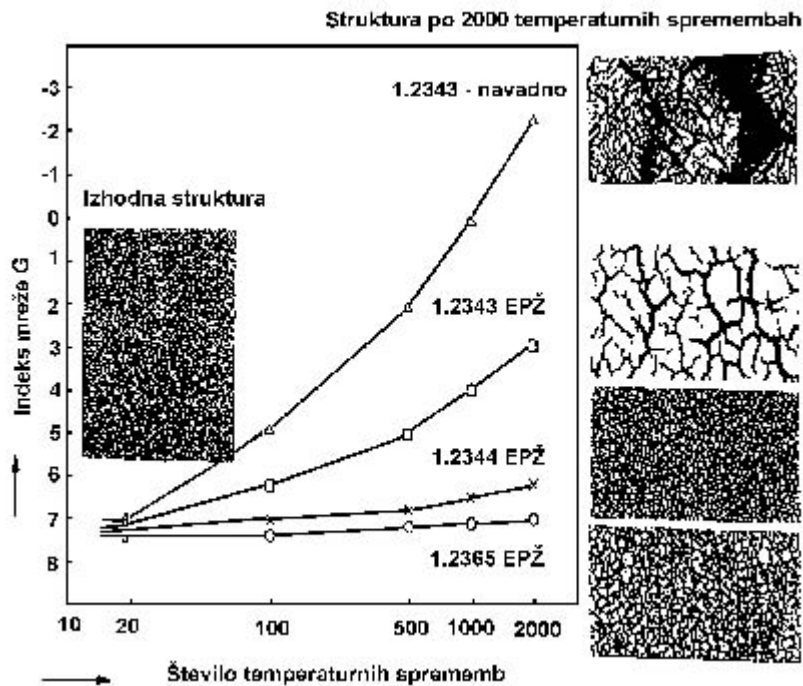 Struktura po 2000 temperaturnih spremembah
-3
-2
-1
0
1
2
3
4
5
6
7
8
Indeks mreže G
1.2343 - navadno
Izhodna struktura
1.2343 EPŽ
1.2344 EPŽ
1.2365 EPŽ
10 20 100 500 1000 2000
Število temperaturnih sprememb